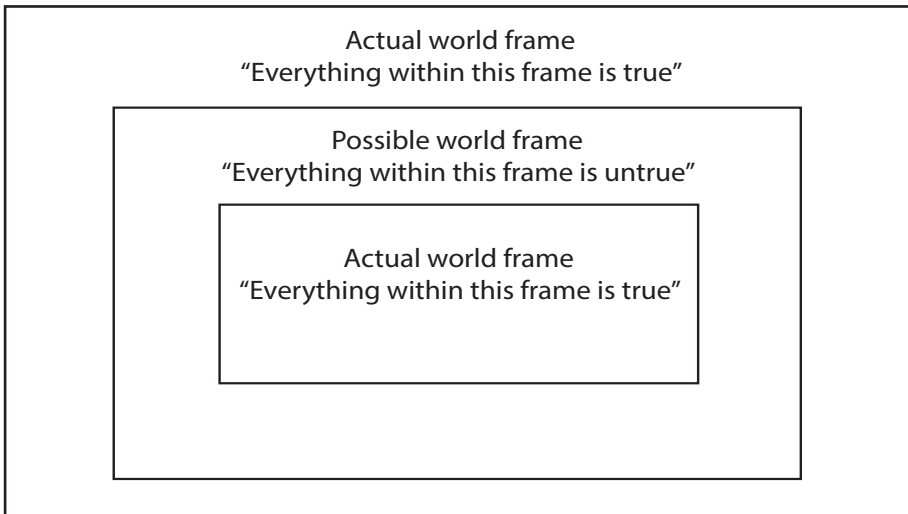 Actual world frame
“Everything within this frame is true”
Possible world frame
“Everything within this frame is untrue”
Actual world frame
“Everything within this frame is true”